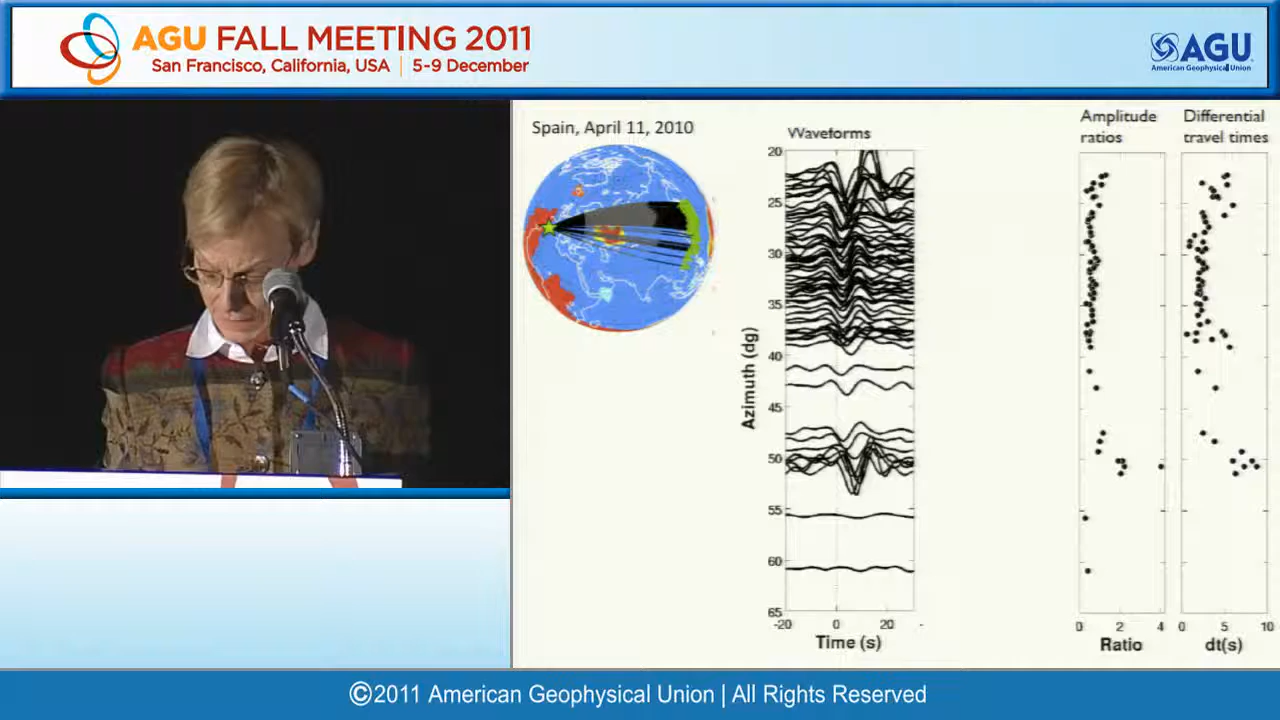 AGU FALL MEETING 2011
San Francisco, California, USA | 5-9 December
AGU
American Geophysical Union
Spain, April 11, 2010
Waveforms
Amplitude
ratios
Differential
travel times
20
25
30
35
40
45
50
55
60
65
Azimuth (dg)
-20 0 20
Time (s)
0 2 4
Ratio
0 5 10
dt(s)
©2011 American Geophysical Union | All Rights Reserved